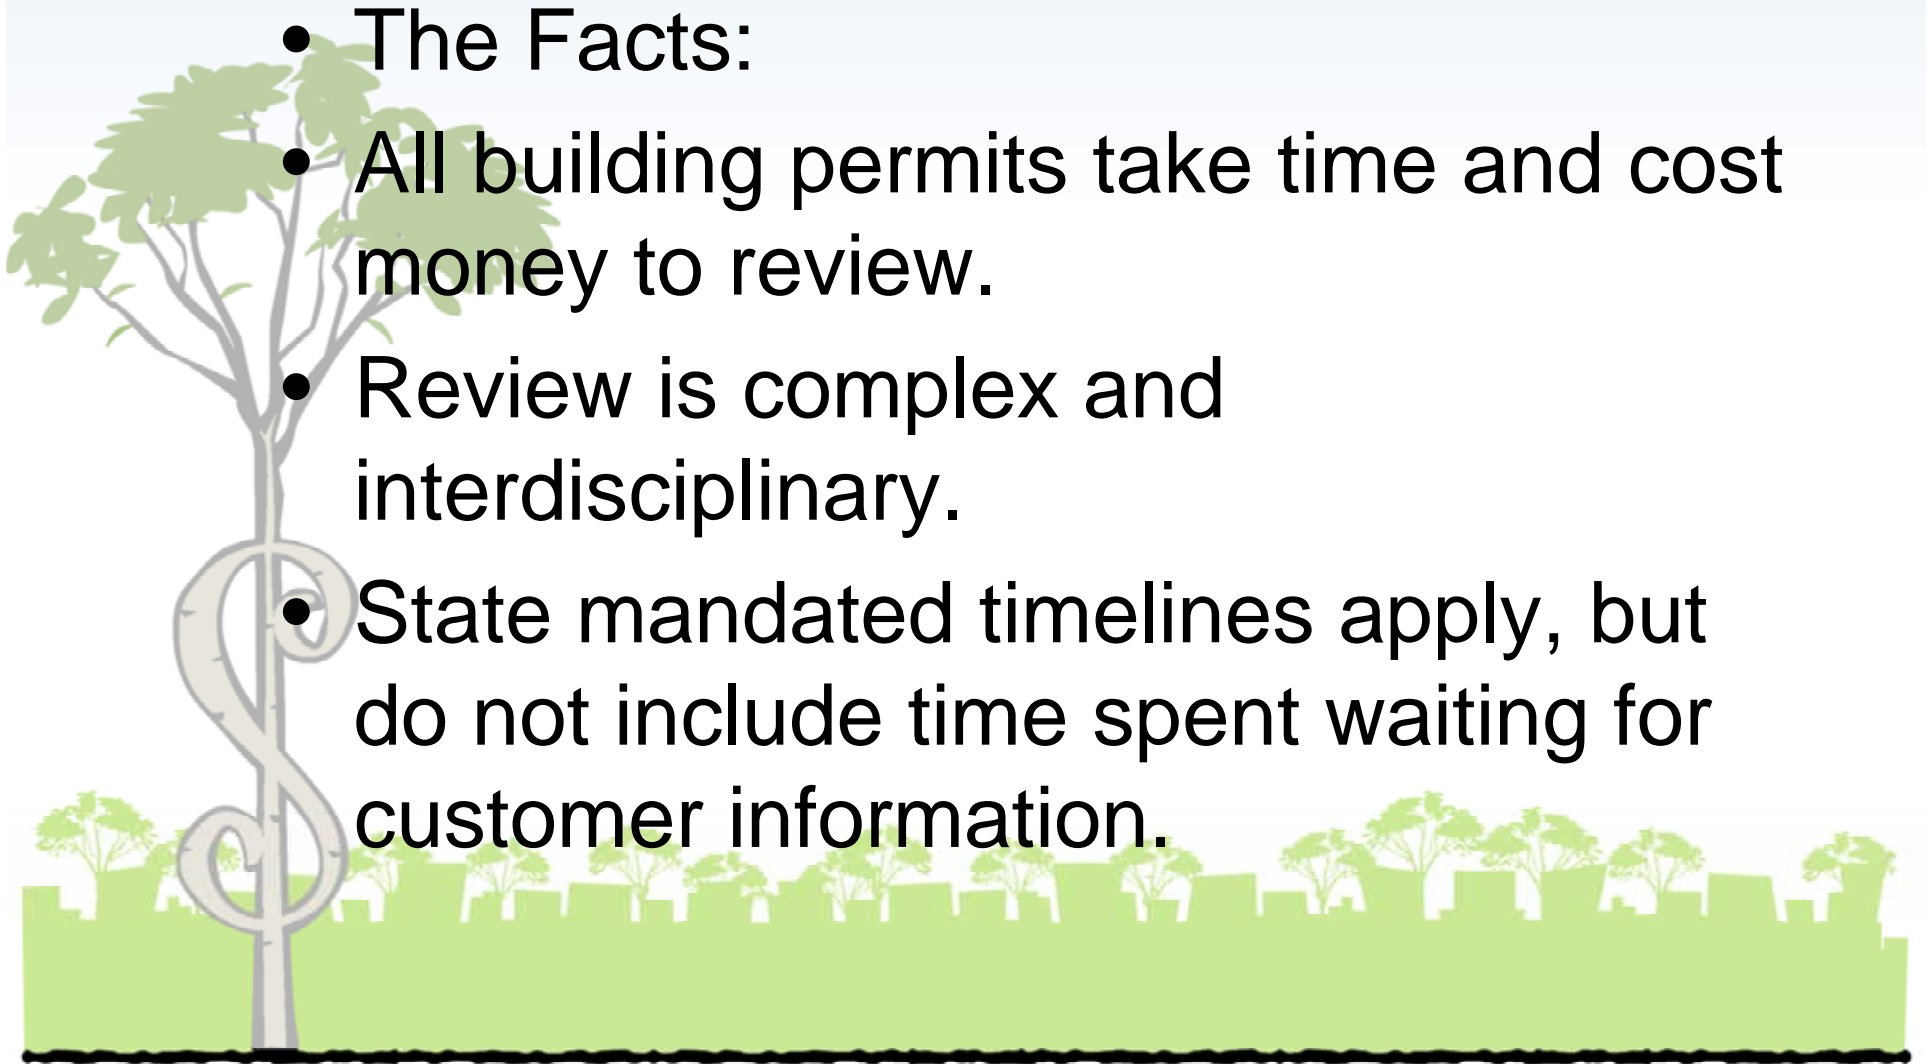 • The Facts:
• All building permits take time and cost
money to review.
• Review is complex and
interdisciplinary.
• State mandated timelines apply, but
do not include time spent waiting for
customer information.